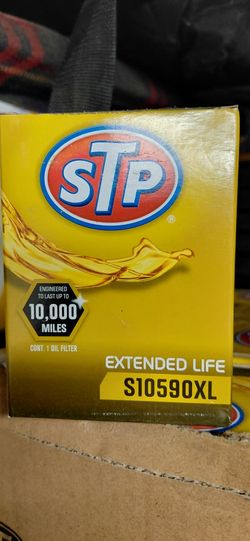 STP
®
ENGINEERED
TO LAST UP TO
10,000
MILES
CONT. 1 OIL FILTER
EXTENDED LIFE
S10590XL